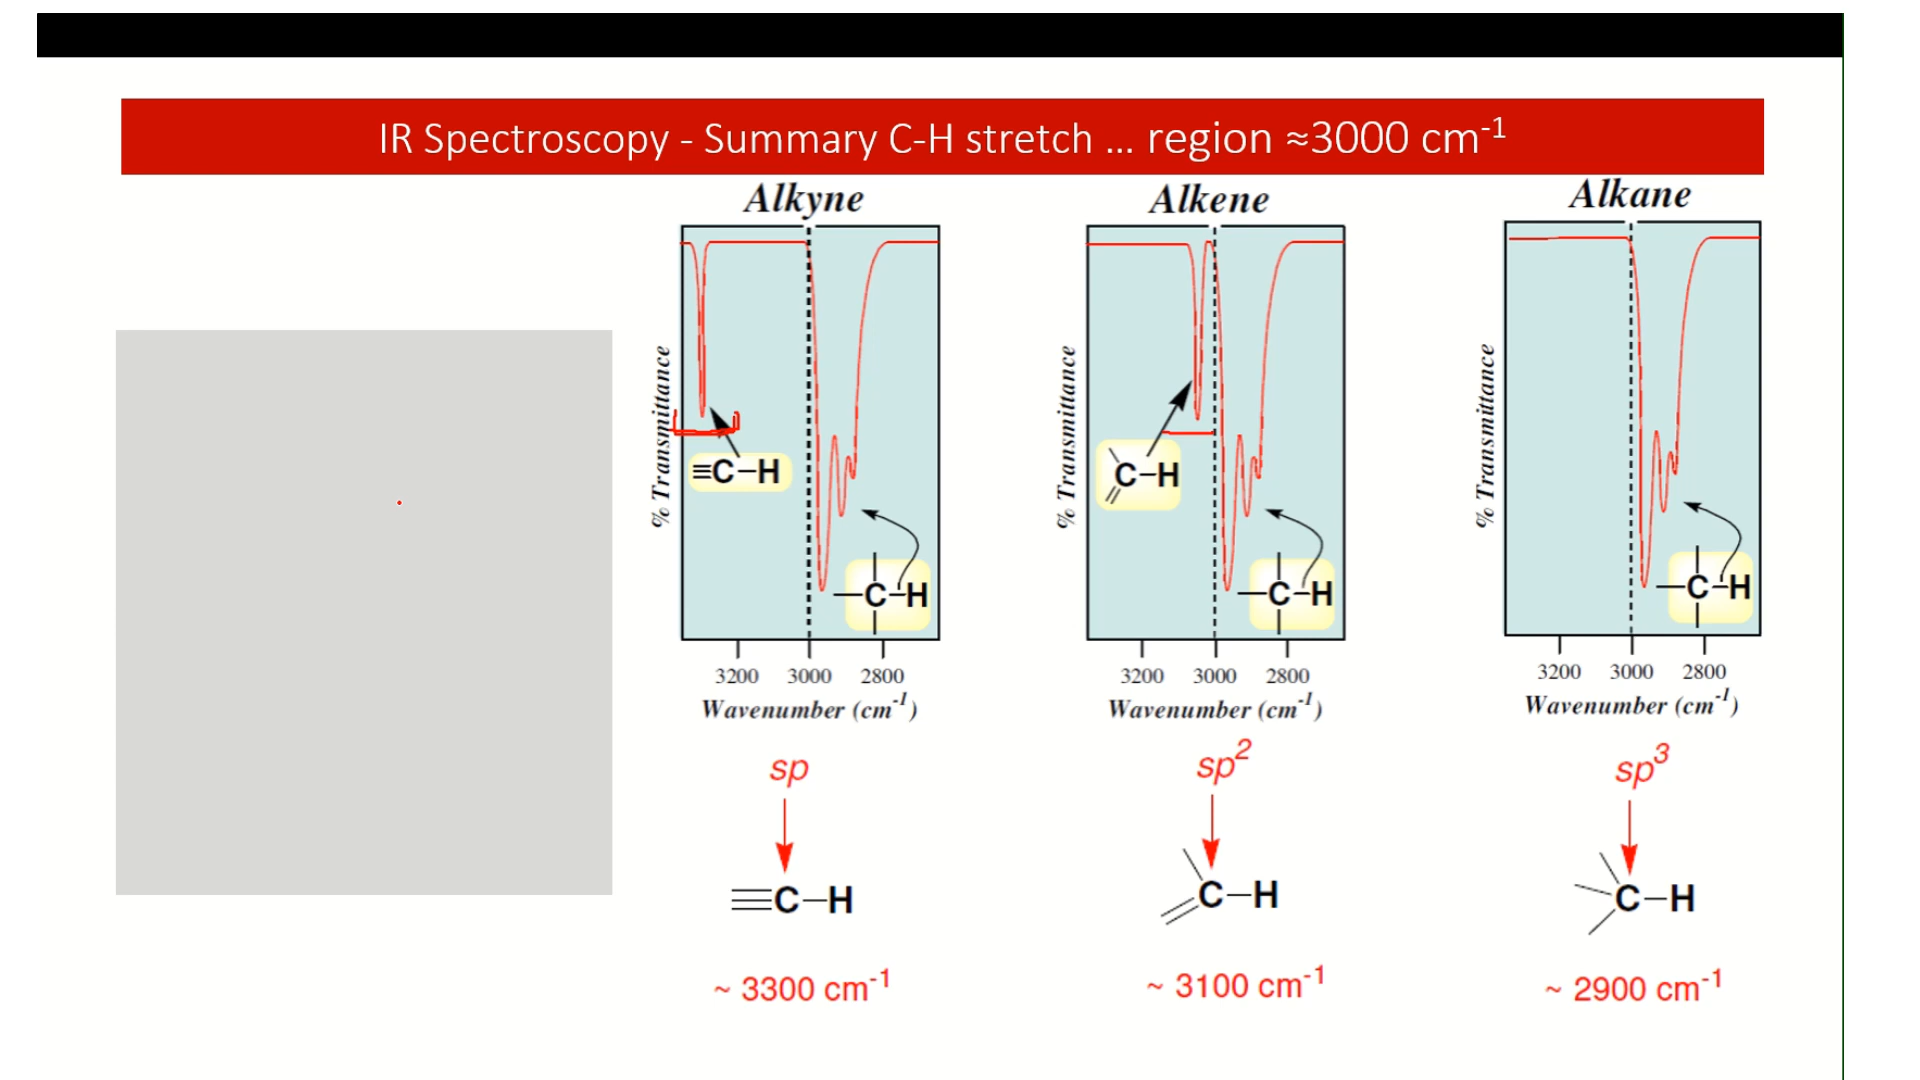 IR Spectroscopy - Summary C-H stretch ... region ≈3000 cm⁻¹
Alkyne
% Transmittance
≡C–H
C–H
3200 3000 2800
Wavenumber (cm⁻¹)
Alkene
% Transmittance
C–H
C–H
3200 3000 2800
Wavenumber (cm⁻¹)
Alkane
% Transmittance
C–H
3200 3000 2800
Wavenumber (cm⁻¹)
sp
≡C–H
~ 3300 cm⁻¹
sp²
C–H
~ 3100 cm⁻¹
sp³
C–H
~ 2900 cm⁻¹